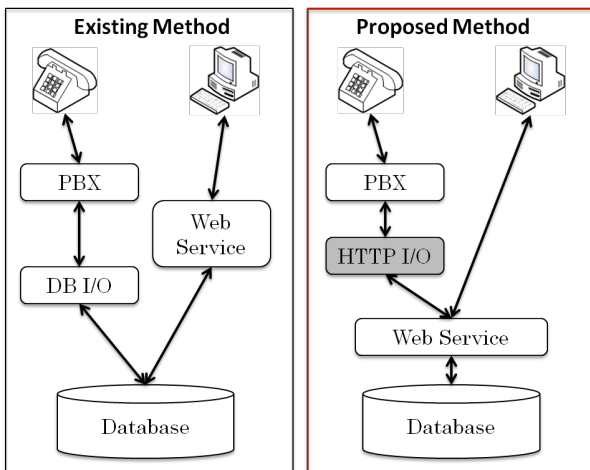 Existing Method
PBX
Web
Service
DB I/O
Database
Proposed Method
PBX
HTTP I/O
Web Service
Database